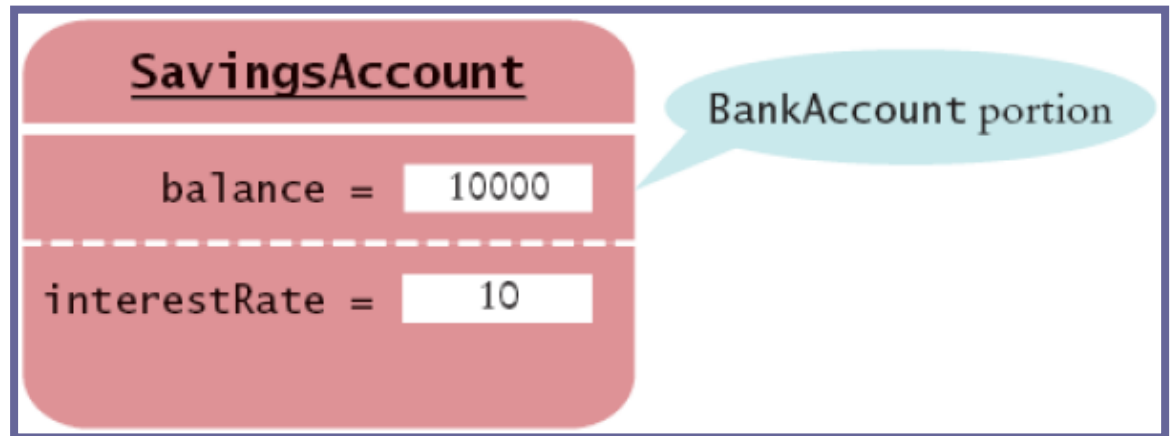 SavingsAccount
BankAccount portion
balance = 10000
interestRate = 10